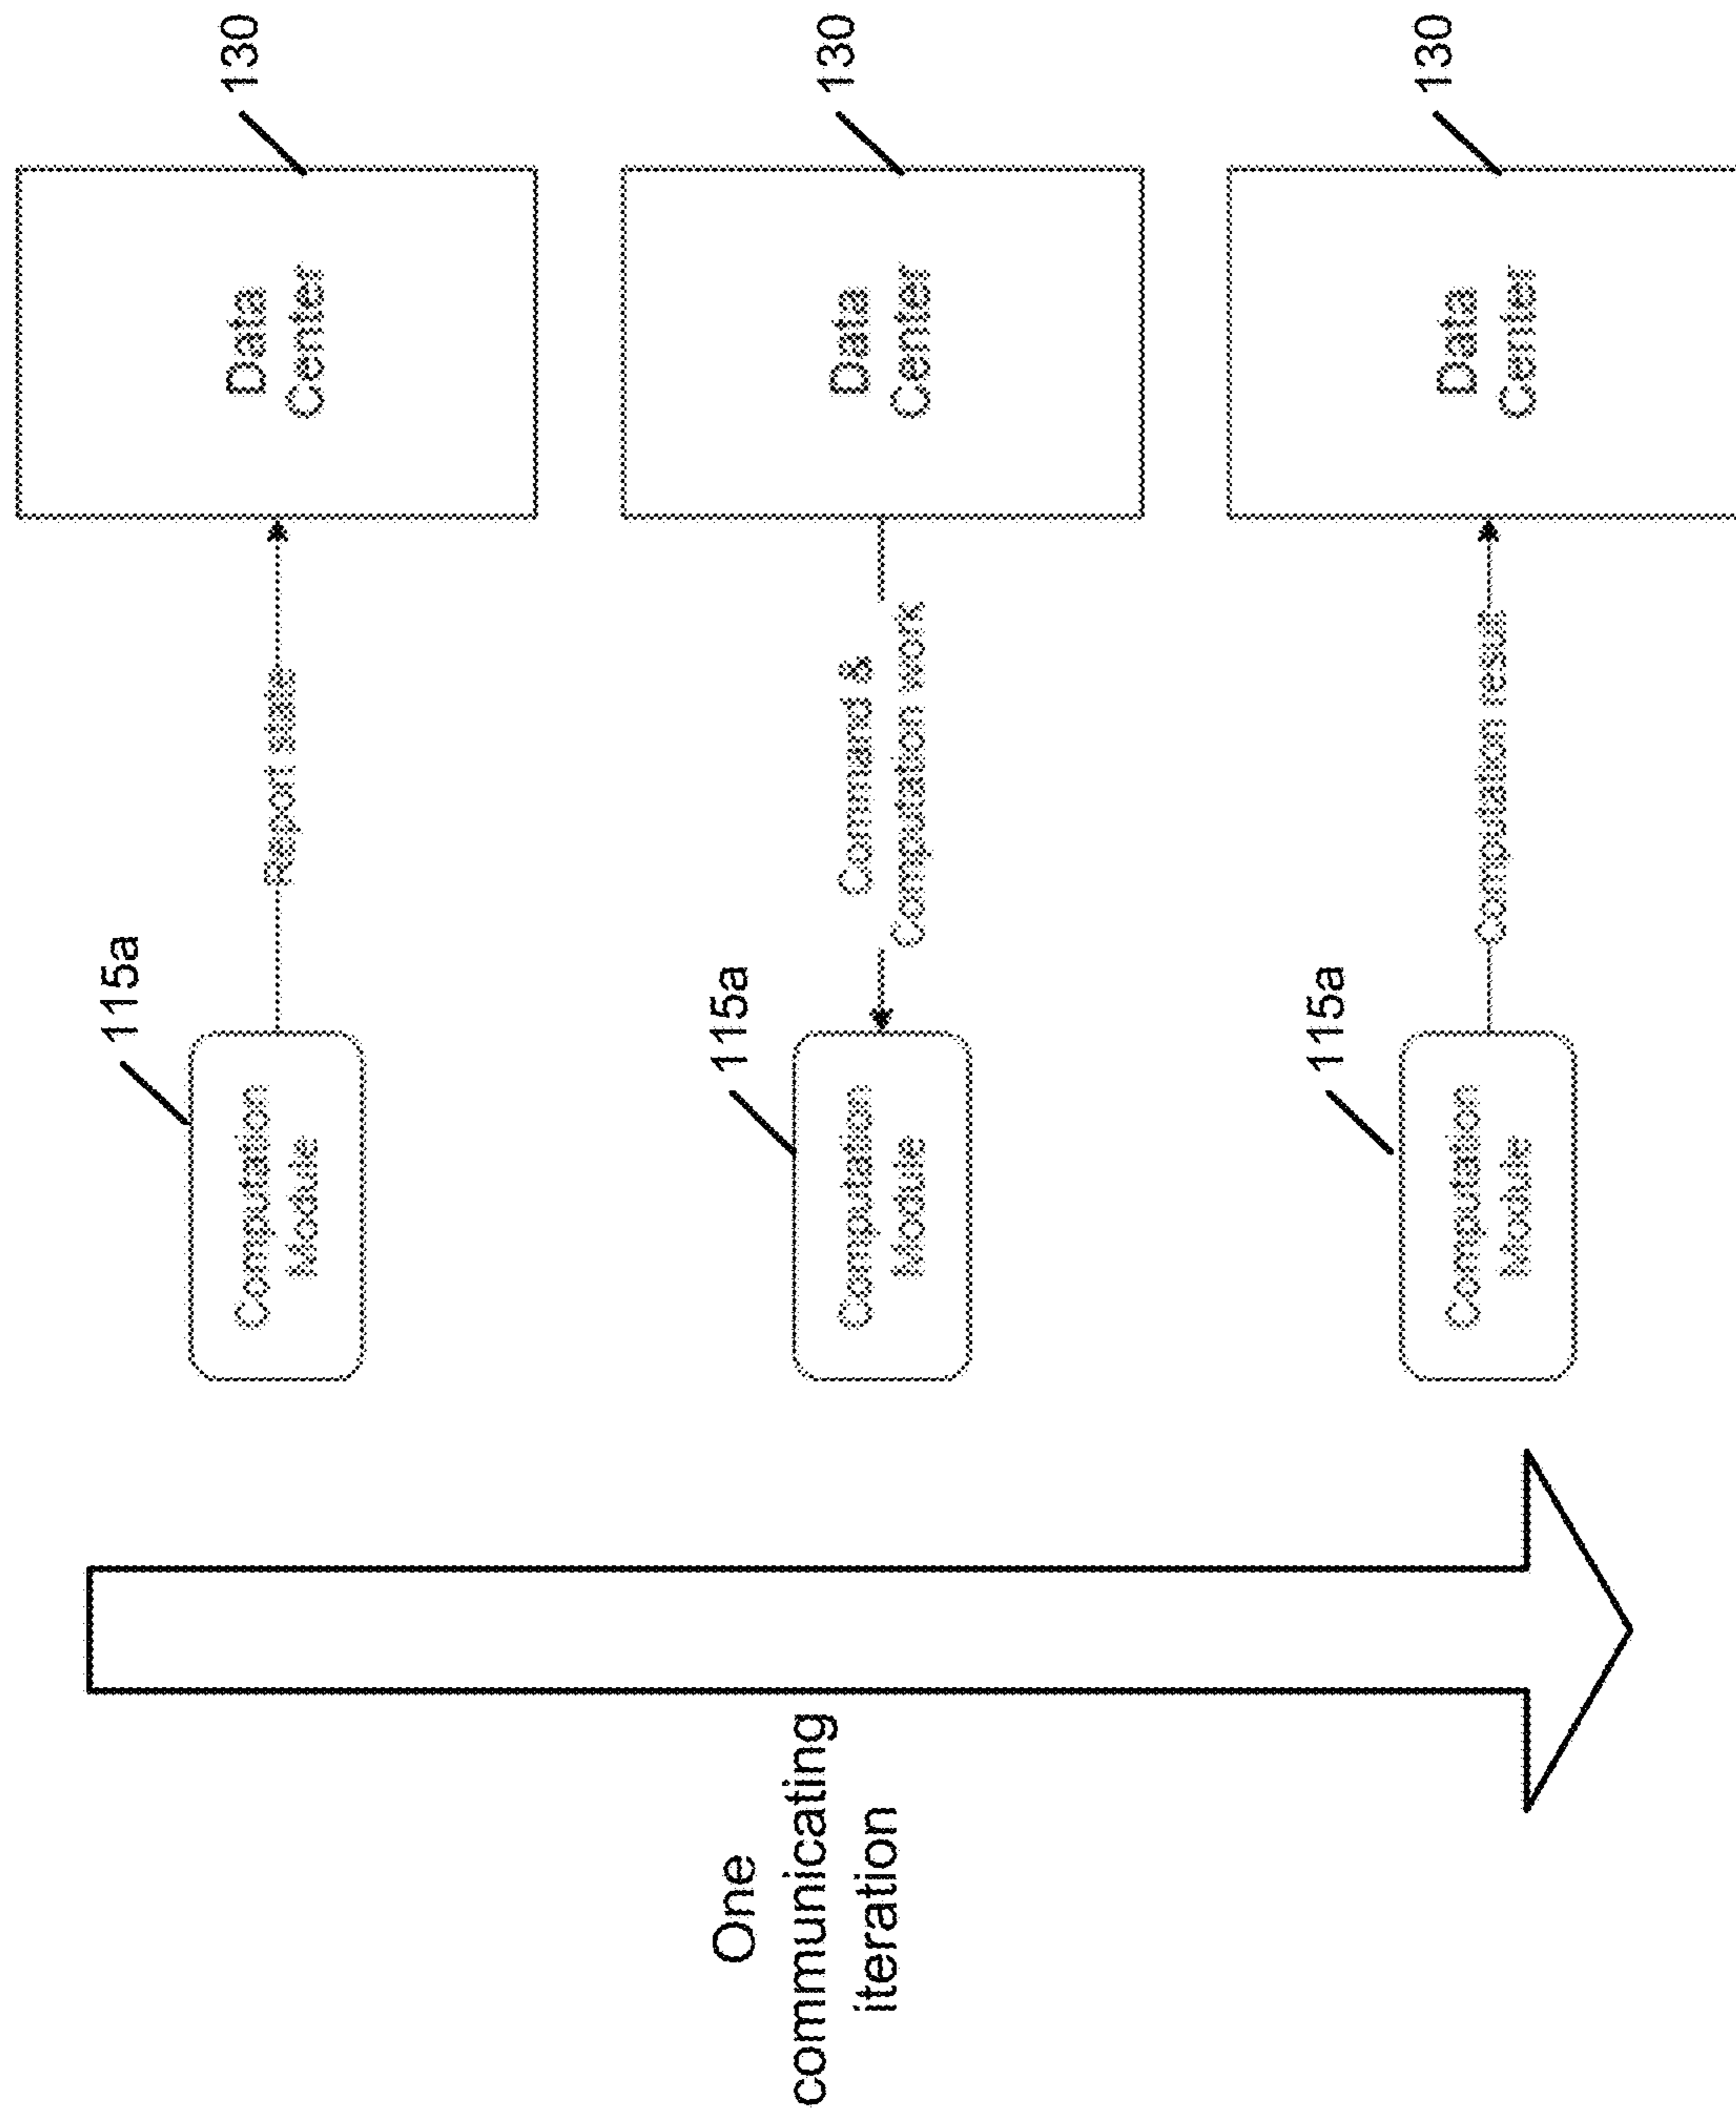 One
communicating
iteration
115a
Computation
Module
Report state
130
Data
Center
115a
Computation
Module
Command &
Computation work
130
Data
Center
115a
Computation
Module
Computation result
130
Data
Center